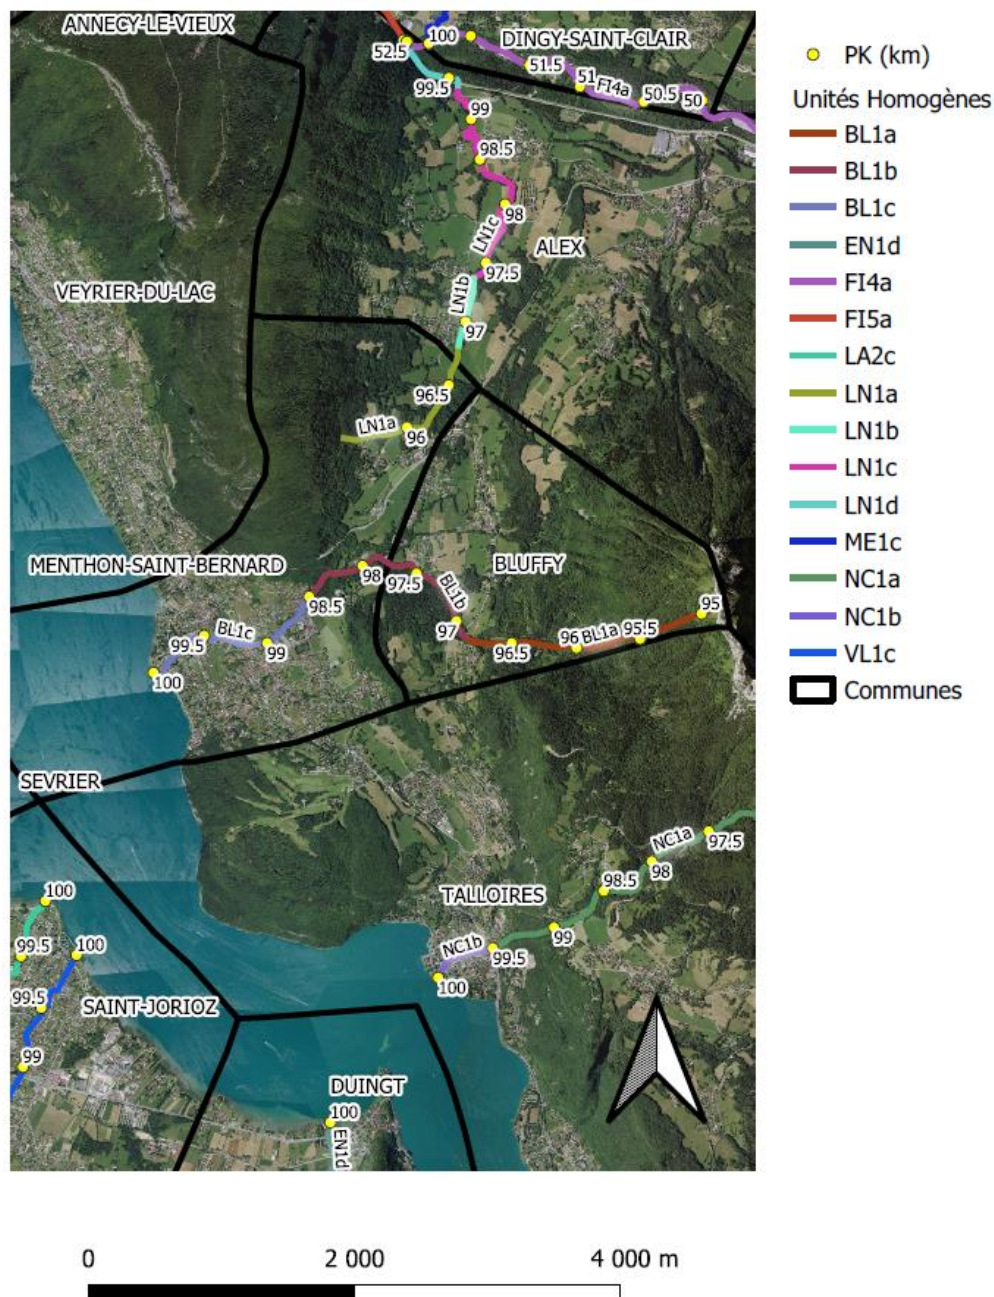 ANNECY-LE-VIEUX
52.5
100
DINGY-SAINT-CLAIR
51.5
51
FI4a
50.5
50
99.5
99
98.5
98
LN1c
ALEX
97.5
VEYRIER-DU-LAC
LN1b
97
96.5
LN1a
96
MENTHON-SAINT-BERNARD
98
97.5
BLUFFY
BL1b
98.5
BL1c
99.5
99
100
97
96.5
96
BL1a
95.5
95
SEVRIER
NC1a
97.5
98
98.5
TALLOIRES
99
NC1b
99.5
100
100
99.5
100
99.5
SAINT-JORIOZ
99
DUINGT
100
EN1d
PK (km)
Unités Homogènes
BL1a
BL1b
BL1c
EN1d
FI4a
FI5a
LA2c
LN1a
LN1b
LN1c
LN1d
ME1c
NC1a
NC1b
VL1c
Communes
0
2 000
4 000 m